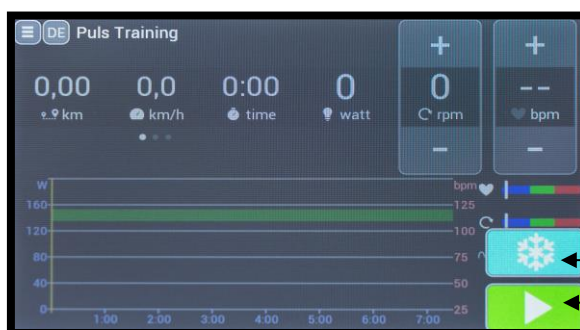 DE Puls Training
+ +
0,00 0,0 0:00 0 0 --
km km/h time watt rpm bpm
- -
W bpm
160 125
120 100
80 75
40 50
0 25
1:00 2:00 3:00 4:00 5:00 6:00 7:00